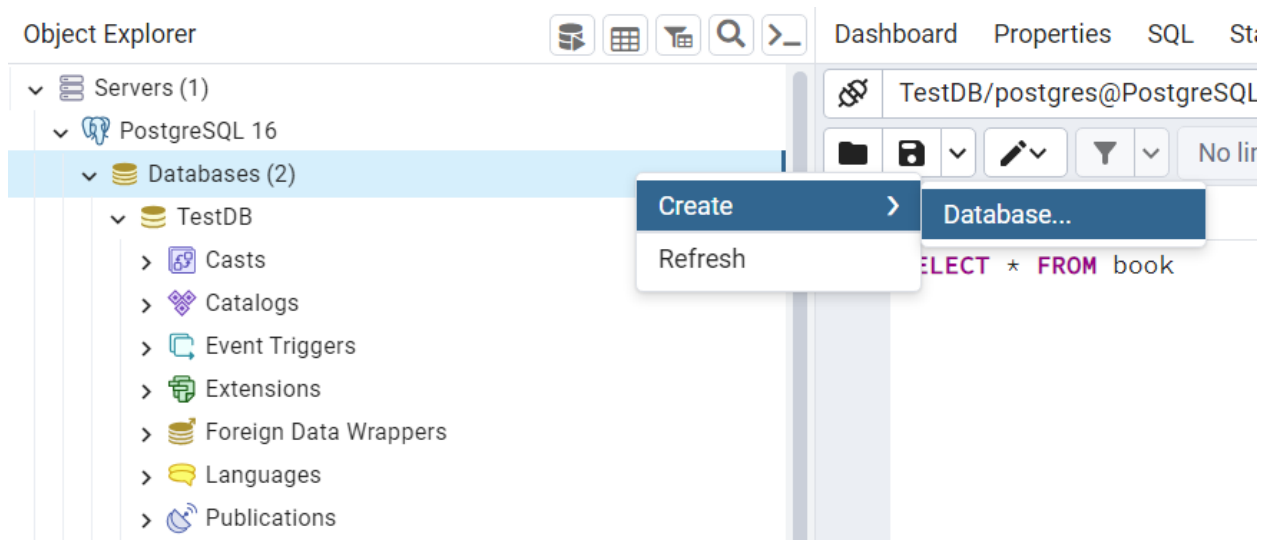 Object Explorer
Dashboard Properties SQL
Servers (1)
TestDB/postgres@PostgreSQL
PostgreSQL 16
No
Databases (2)
Create
Database...
TestDB
Refresh
ELECT * FROM book
Casts
Catalogs
Event Triggers
Extensions
Foreign Data Wrappers
Languages
Publications